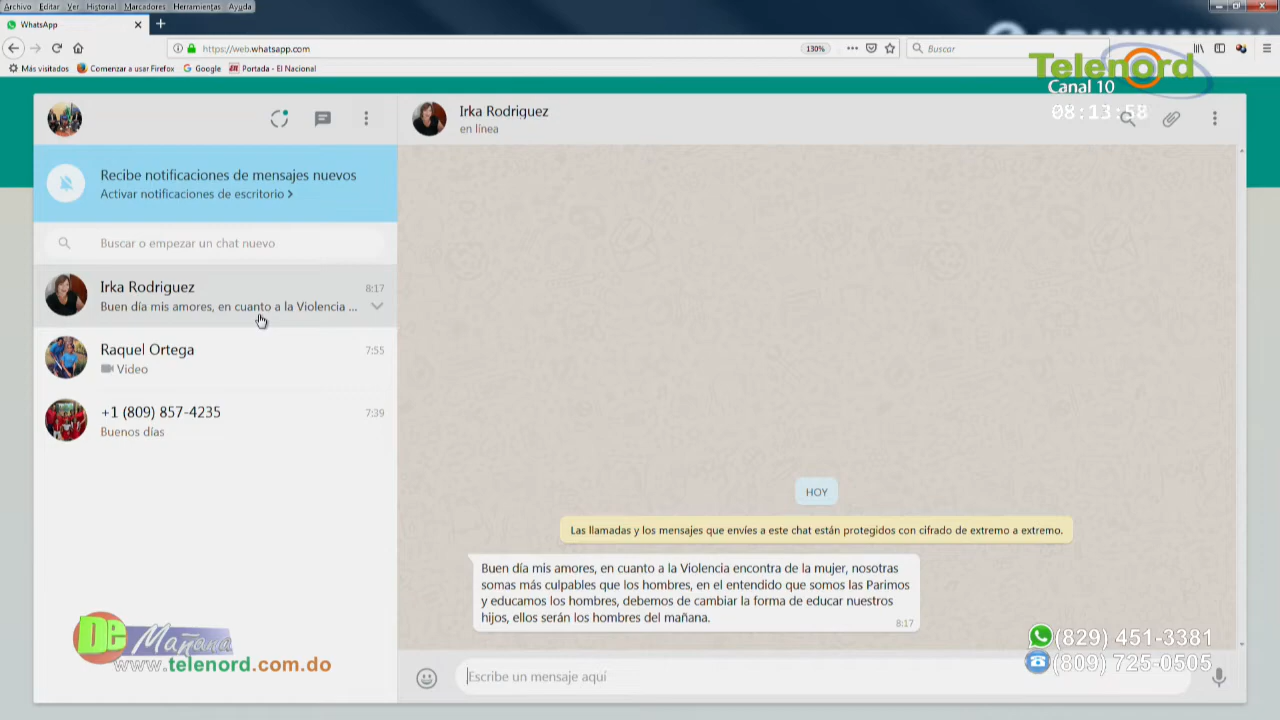 Archivo Editar Ver Historial Marcadores Herramientas Ayuda
WhatsApp
https://web.whatsapp.com
130%
Buscar
Más visitados Comenzar a usar Firefox Google Portada - El Nacional
Telenord
Canal 10
08:13:58
Irka Rodriguez
en línea
Recibe notificaciones de mensajes nuevos
Activar notificaciones de escritorio >
Buscar o empezar un chat nuevo
Irka Rodriguez 8:17
Buen día mis amores, en cuanto a la Violencia ...
Raquel Ortega 7:55
Video
+1 (809) 857-4235 7:39
Buenos días
HOY
Las llamadas y los mensajes que envíes a este chat están protegidos con cifrado de extremo a extremo.
Buen día mis amores, en cuanto a la Violencia encontra de la mujer, nosotras
somas más culpables que los hombres, en el entendido que somos las Parimos
y educamos los hombres, debemos de cambiar la forma de educar nuestros
hijos, ellos serán los hombres del mañana.
8:17
Escribe un mensaje aquí
De Mañana
www.telenord.com.do
(829) 451-3381
(809) 725-0505